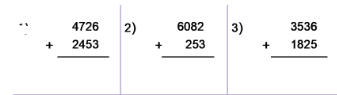 4726 2) 6082 3) 3536
+ 2453 + 253 + 1825